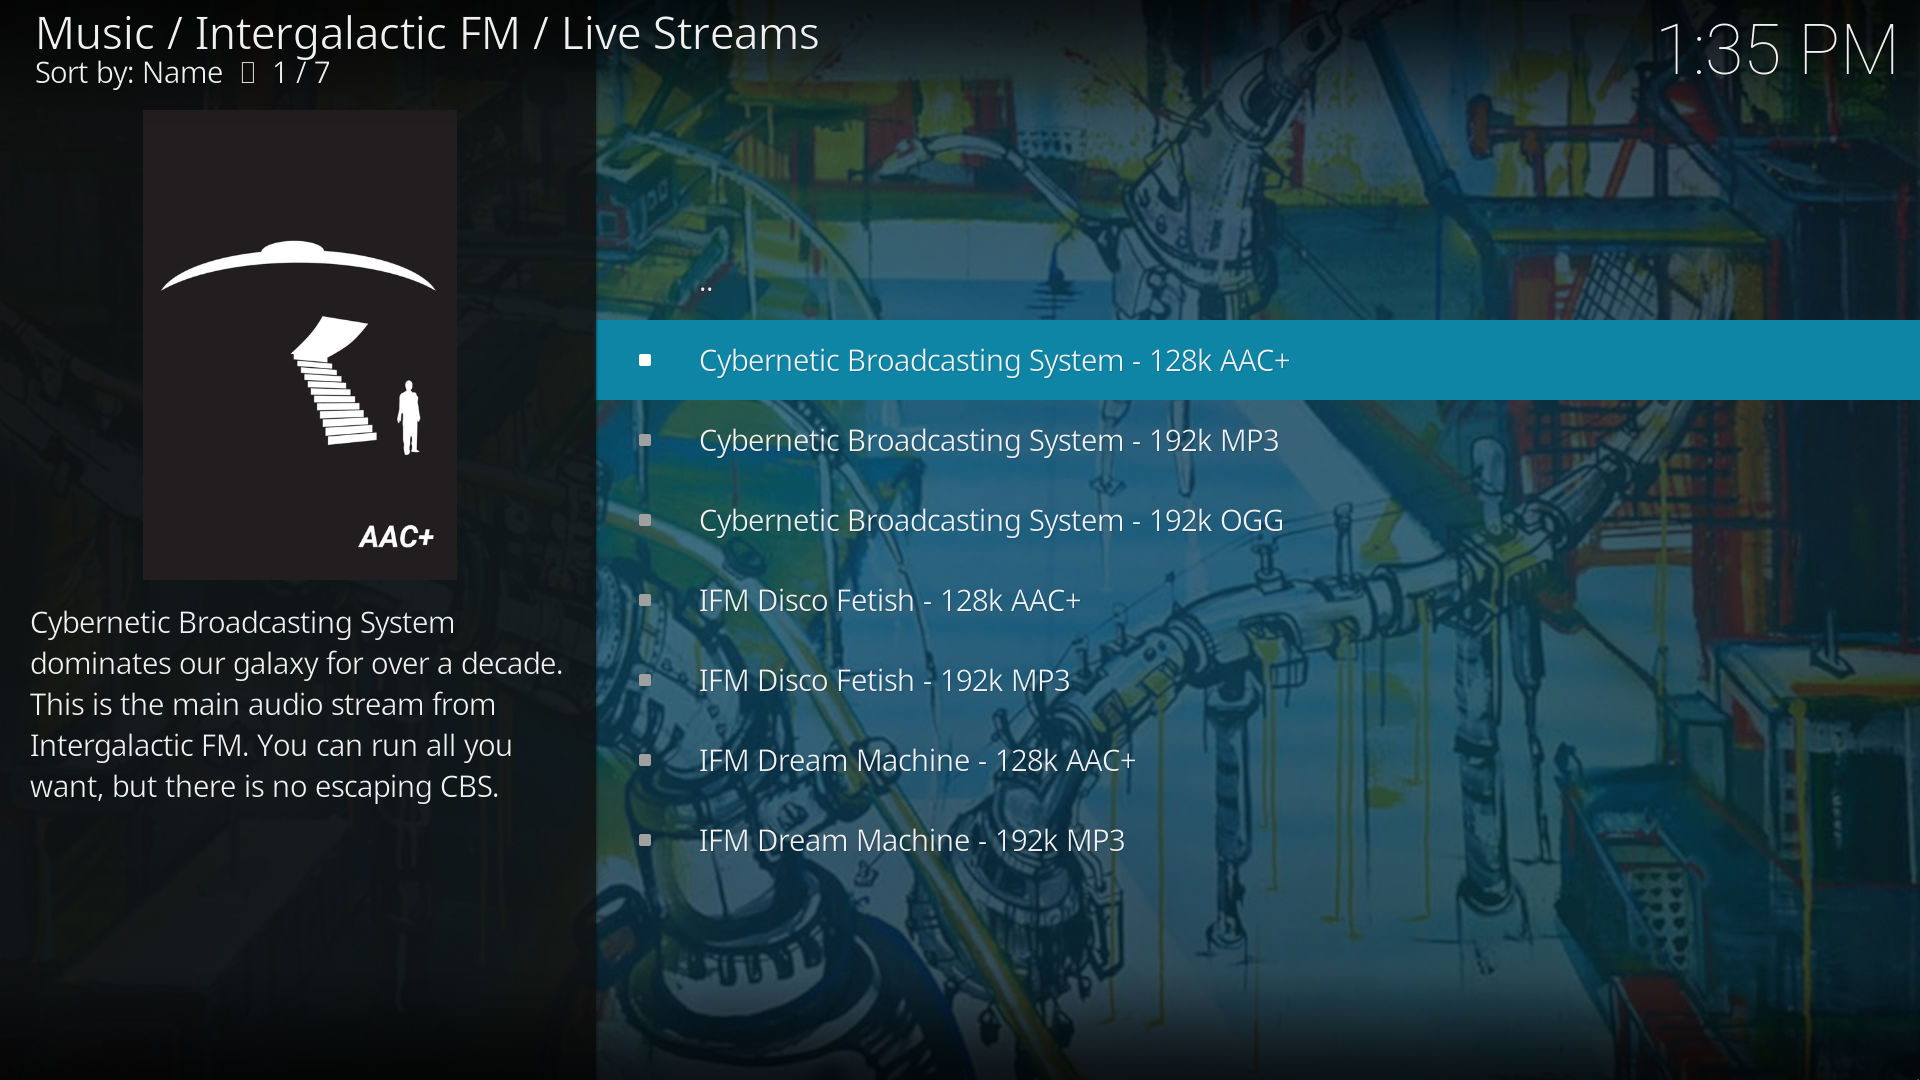 Music / Intergalactic FM / Live Streams
Sort by: Name 1 / 7
1:35 PM
AAC+
Cybernetic Broadcasting System
dominates our galaxy for over a decade.
This is the main audio stream from
Intergalactic FM. You can run all you
want, but there is no escaping CBS.
..
Cybernetic Broadcasting System - 128k AAC+
Cybernetic Broadcasting System - 192k MP3
Cybernetic Broadcasting System - 192k OGG
IFM Disco Fetish - 128k AAC+
IFM Disco Fetish - 192k MP3
IFM Dream Machine - 128k AAC+
IFM Dream Machine - 192k MP3